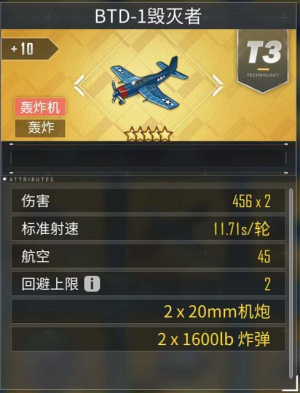 BTD-1毁灭者
+10
T3
TECHNOLOGY
轰炸机
轰炸
ATTRIBUTES
伤害 456 x 2
标准射速 11.71s/轮
航空 45
回避上限 i 2
2 x 20mm机炮
2 x 1600lb 炸弹